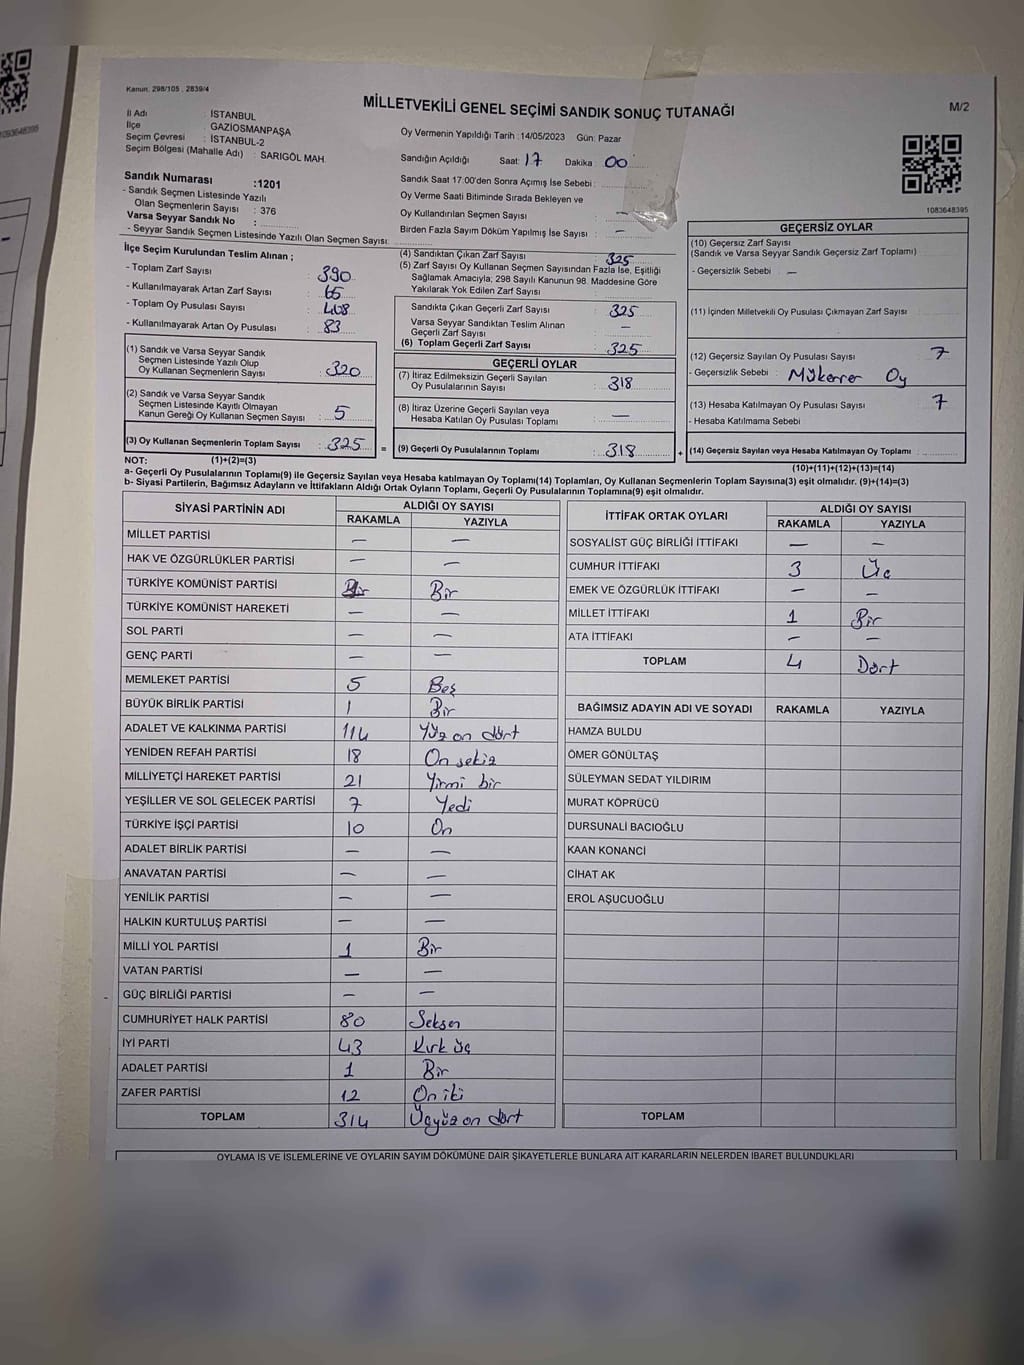 Kanun. 298/105 , 2839/4
MİLLETVEKİLİ GENEL SEÇİMİ SANDIK SONUÇ TUTANAĞI
M/2
İl Adı : İSTANBUL
İlçe : GAZİOSMANPAŞA
Seçim Çevresi : İSTANBUL-2
Seçim Bölgesi (Mahalle Adı) : SARIGÖL MAH.
Oy Vermenin Yapıldığı Tarih :14/05/2023 Gün: Pazar
Sandığın Açıldığı Saat: 17 Dakika : 00
Sandık Saat 17:00'den Sonra Açımış İse Sebebi :
Oy Verme Saati Bitiminde Sırada Bekleyen ve
Oy Kullandırılan Seçmen Sayısı : —
Birden Fazla Sayım Döküm Yapılmış İse Sayısı : —
1083648395
Sandık Numarası :1201
- Sandık Seçmen Listesinde Yazılı
Olan Seçmenlerin Sayısı : 376
Varsa Seyyar Sandık No :
- Seyyar Sandık Seçmen Listesinde Yazılı Olan Seçmen Sayısı:
İlçe Seçim Kurulundan Teslim Alınan ;
- Toplam Zarf Sayısı : 390
- Kullanılmayarak Artan Zarf Sayısı : 65
- Toplam Oy Pusulası Sayısı : 408
- Kullanılmayarak Artan Oy Pusulası : 83
(1) Sandık ve Varsa Seyyar Sandık
Seçmen Listesinde Yazılı Olup
Oy Kullanan Seçmenlerin Sayısı : 320
(2) Sandık ve Varsa Seyyar Sandık
Seçmen Listesinde Kayıtlı Olmayan
Kanun Gereği Oy Kullanan Seçmen Sayısı : 5
(3) Oy Kullanan Seçmenlerin Toplam Sayısı : 325 =
(4) Sandıktan Çıkan Zarf Sayısı : 325
(5) Zarf Sayısı Oy Kullanan Seçmen Sayısından Fazla İse, Eşitliği
Sağlamak Amacıyla; 298 Sayılı Kanunun 98. Maddesine Göre
Yakılarak Yok Edilen Zarf Sayısı :
Sandıkta Çıkan Geçerli Zarf Sayısı : 325
Varsa Seyyar Sandıktan Teslim Alınan
Geçerli Zarf Sayısı : —
(6) Toplam Geçerli Zarf Sayısı : 325
GEÇERLİ OYLAR
(7) İtiraz Edilmeksizin Geçerli Sayılan
Oy Pusulalarının Sayısı : 318
(8) İtiraz Üzerine Geçerli Sayılan veya
Hesaba Katılan Oy Pusulası Toplamı : —
(9) Geçerli Oy Pusulalarının Toplamı : 318 +
GEÇERSİZ OYLAR
(10) Geçersiz Zarf Sayısı
(Sandık ve Varsa Seyyar Sandık Geçersiz Zarf Toplamı) :
- Geçersizlik Sebebi : —
(11) İçinden Milletvekili Oy Pusulası Çıkmayan Zarf Sayısı :
(12) Geçersiz Sayılan Oy Pusulası Sayısı : 7
- Geçersizlik Sebebi : Mükerrer Oy
(13) Hesaba Katılmayan Oy Pusulası Sayısı : 7
- Hesaba Katılmama Sebebi
(14) Geçersiz Sayılan veya Hesaba Katılmayan Oy Toplamı :
NOT: (1)+(2)=(3)
(10)+(11)+(12)+(13)=(14)
a- Geçerli Oy Pusulalarının Toplamı(9) ile Geçersiz Sayılan veya Hesaba katılmayan Oy Toplamı(14) Toplamları, Oy Kullanan Seçmenlerin Toplam Sayısına(3) eşit olmalıdır. (9)+(14)=(3)
b- Siyasi Partilerin, Bağımsız Adayların ve İttifakların Aldığı Ortak Oyların Toplamı, Geçerli Oy Pusulalarının Toplamına(9) eşit olmalıdır.
SİYASİ PARTİNİN ADI ALDIĞI OY SAYISI
RAKAMLA YAZIYLA
MİLLET PARTİSİ — —
HAK VE ÖZGÜRLÜKLER PARTİSİ — —
TÜRKİYE KOMÜNİST PARTİSİ Bir
TÜRKİYE KOMÜNİST HAREKETİ — —
SOL PARTİ — —
GENÇ PARTİ — —
MEMLEKET PARTİSİ 5 Beş
BÜYÜK BİRLİK PARTİSİ 1 Bir
ADALET VE KALKINMA PARTİSİ 114 Yüz on dört
YENİDEN REFAH PARTİSİ 18 On sekiz
MİLLİYETÇİ HAREKET PARTİSİ 21 Yirmi bir
YEŞİLLER VE SOL GELECEK PARTİSİ 7 Yedi
TÜRKİYE İŞÇİ PARTİSİ 10 On
ADALET BİRLİK PARTİSİ — —
ANAVATAN PARTİSİ — —
YENİLİK PARTİSİ — —
HALKIN KURTULUŞ PARTİSİ — —
MİLLİ YOL PARTİSİ 1 Bir
VATAN PARTİSİ — —
GÜÇ BİRLİĞİ PARTİSİ — —
CUMHURİYET HALK PARTİSİ 80 Seksen
İYİ PARTİ 43 Kırk üç
ADALET PARTİSİ 1 Bir
ZAFER PARTİSİ 12 On iki
TOPLAM 314 Üçyüz on dört
İTTİFAK ORTAK OYLARI ALDIĞI OY SAYISI
RAKAMLA YAZIYLA
SOSYALİST GÜÇ BİRLİĞİ İTTİFAKI — —
CUMHUR İTTİFAKI 3 Üç
EMEK VE ÖZGÜRLÜK İTTİFAKI — —
MİLLET İTTİFAKI 1 Bir
ATA İTTİFAKI — —
TOPLAM 4 Dört
BAĞIMSIZ ADAYIN ADI VE SOYADI RAKAMLA YAZIYLA
HAMZA BULDU
ÖMER GÖNÜLTAŞ
SÜLEYMAN SEDAT YILDIRIM
MURAT KÖPRÜCÜ
DURSUNALİ BACIOĞLU
KAAN KONANCİ
CİHAT AK
EROL AŞUCUOĞLU
TOPLAM
OYLAMA İŞ VE İŞLEMLERİNE VE OYLARIN SAYIM DÖKÜMÜNE DAİR ŞİKAYETLERLE BUNLARA AİT KARARLARIN NELERDEN İBARET BULUNDUKLARI